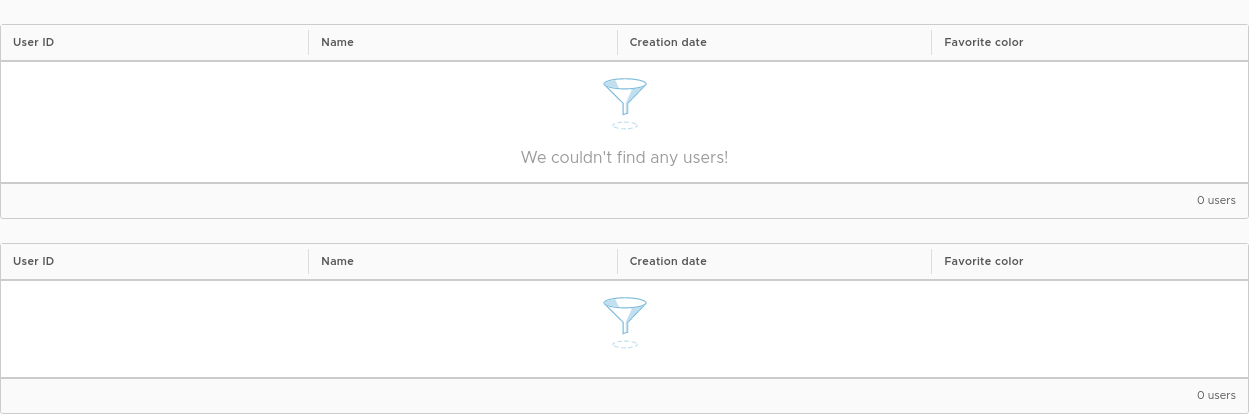 User ID Name Creation date Favorite color
We couldn't find any users!
0 users
User ID Name Creation date Favorite color
0 users